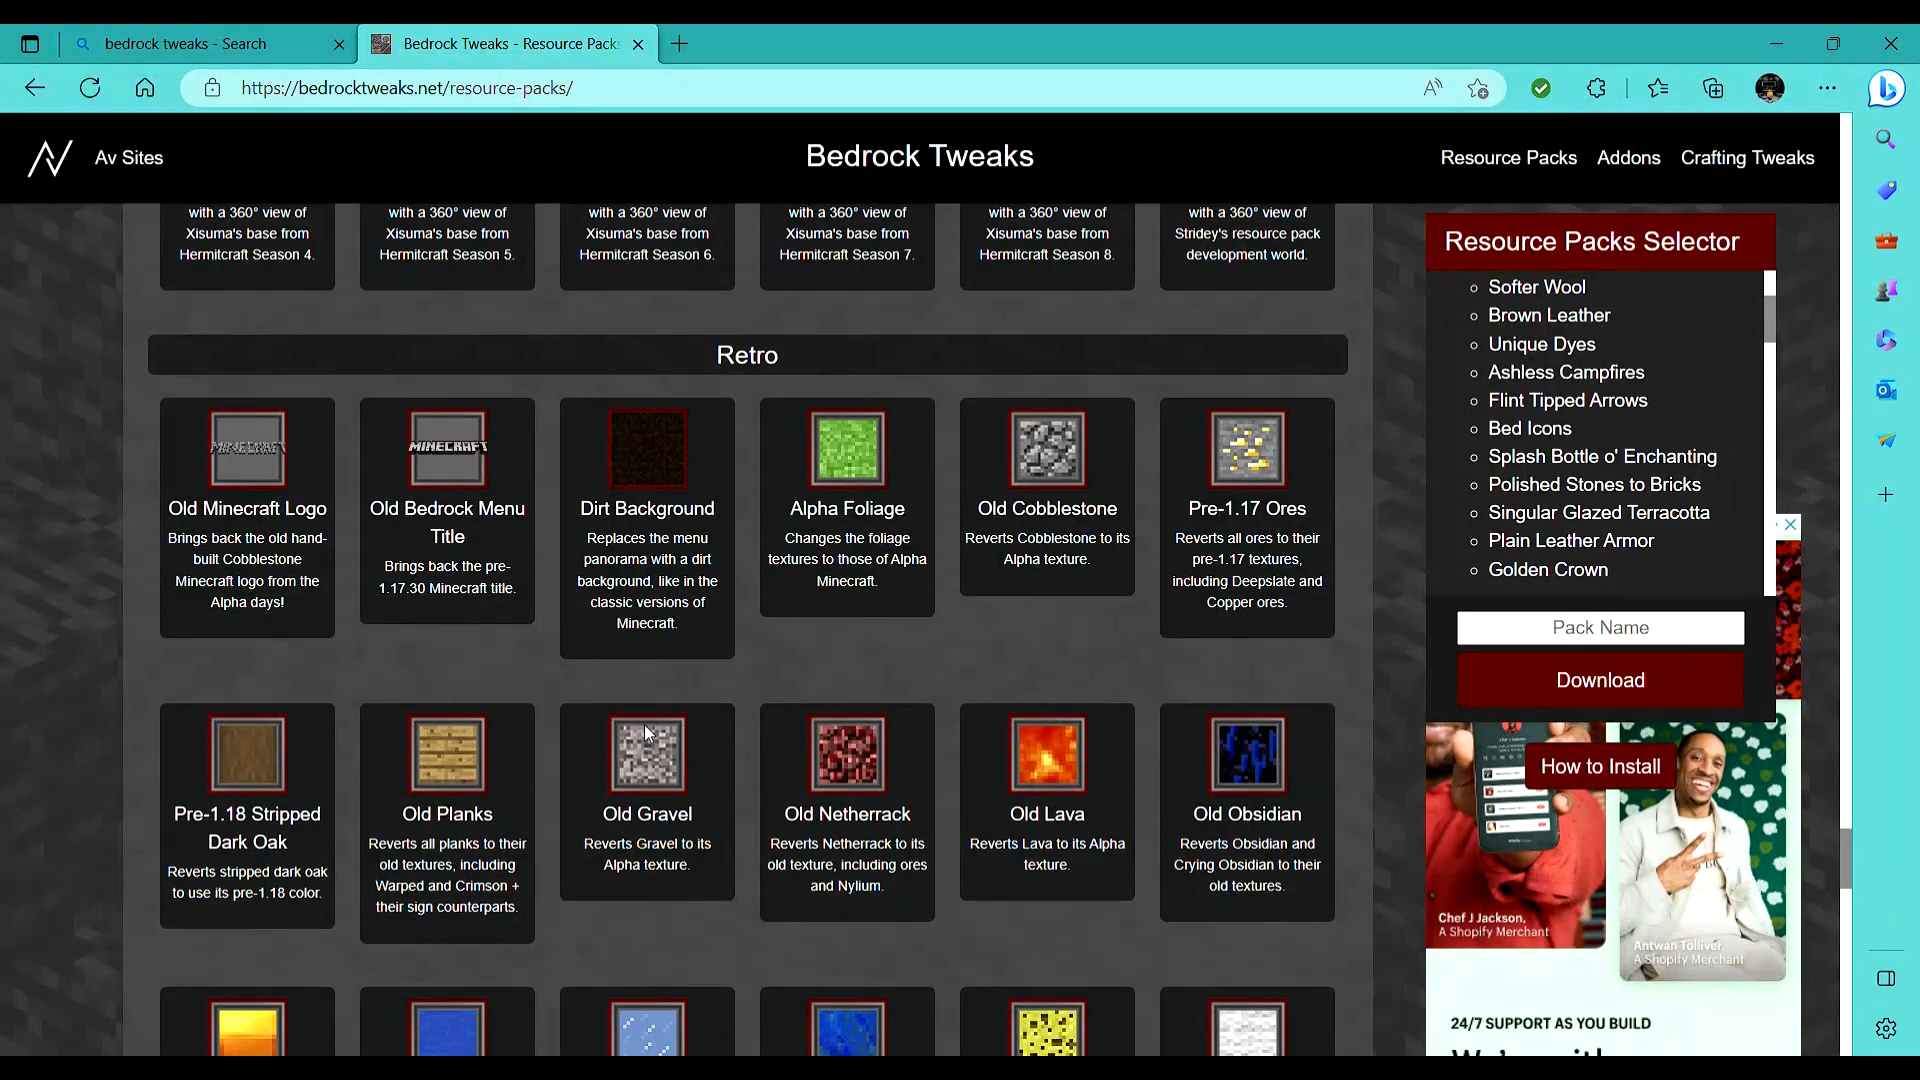 bedrock tweaks - Search
Bedrock Tweaks - Resource Pack
https://bedrocktweaks.net/resource-packs/
Av Sites
Bedrock Tweaks
Resource Packs
Addons
Crafting Tweaks
with a 360° view of
Xisuma's base from
Hermitcraft Season 4.
with a 360° view of
Xisuma's base from
Hermitcraft Season 5.
with a 360° view of
Xisuma's base from
Hermitcraft Season 6.
with a 360° view of
Xisuma's base from
Hermitcraft Season 7.
with a 360° view of
Xisuma's base from
Hermitcraft Season 8.
with a 360° view of
Stridey's resource pack
development world.
Retro
MINECRAFT
Old Minecraft Logo
Brings back the old hand-
built Cobblestone
Minecraft logo from the
Alpha days!
MINECRAFT
Old Bedrock Menu
Title
Brings back the pre-
1.17.30 Minecraft title.
Dirt Background
Replaces the menu
panorama with a dirt
background, like in the
classic versions of
Minecraft.
Alpha Foliage
Changes the foliage
textures to those of Alpha
Minecraft.
Old Cobblestone
Reverts Cobblestone to its
Alpha texture.
Pre-1.17 Ores
Reverts all ores to their
pre-1.17 textures,
including Deepslate and
Copper ores.
Pre-1.18 Stripped
Dark Oak
Reverts stripped dark oak
to use its pre-1.18 color.
Old Planks
Reverts all planks to their
old textures, including
Warped and Crimson +
their sign counterparts.
Old Gravel
Reverts Gravel to its
Alpha texture.
Old Netherrack
Reverts Netherrack to its
old texture, including ores
and Nylium.
Old Lava
Reverts Lava to its Alpha
texture.
Old Obsidian
Reverts Obsidian and
Crying Obsidian to their
old textures.
Resource Packs Selector
Softer Wool
Brown Leather
Unique Dyes
Ashless Campfires
Flint Tipped Arrows
Bed Icons
Splash Bottle o' Enchanting
Polished Stones to Bricks
Singular Glazed Terracotta
Plain Leather Armor
Golden Crown
Pack Name
Download
How to Install
Chef J Jackson,
A Shopify Merchant
Antwan Tolliver,
A Shopify Merchant
24/7 SUPPORT AS YOU BUILD